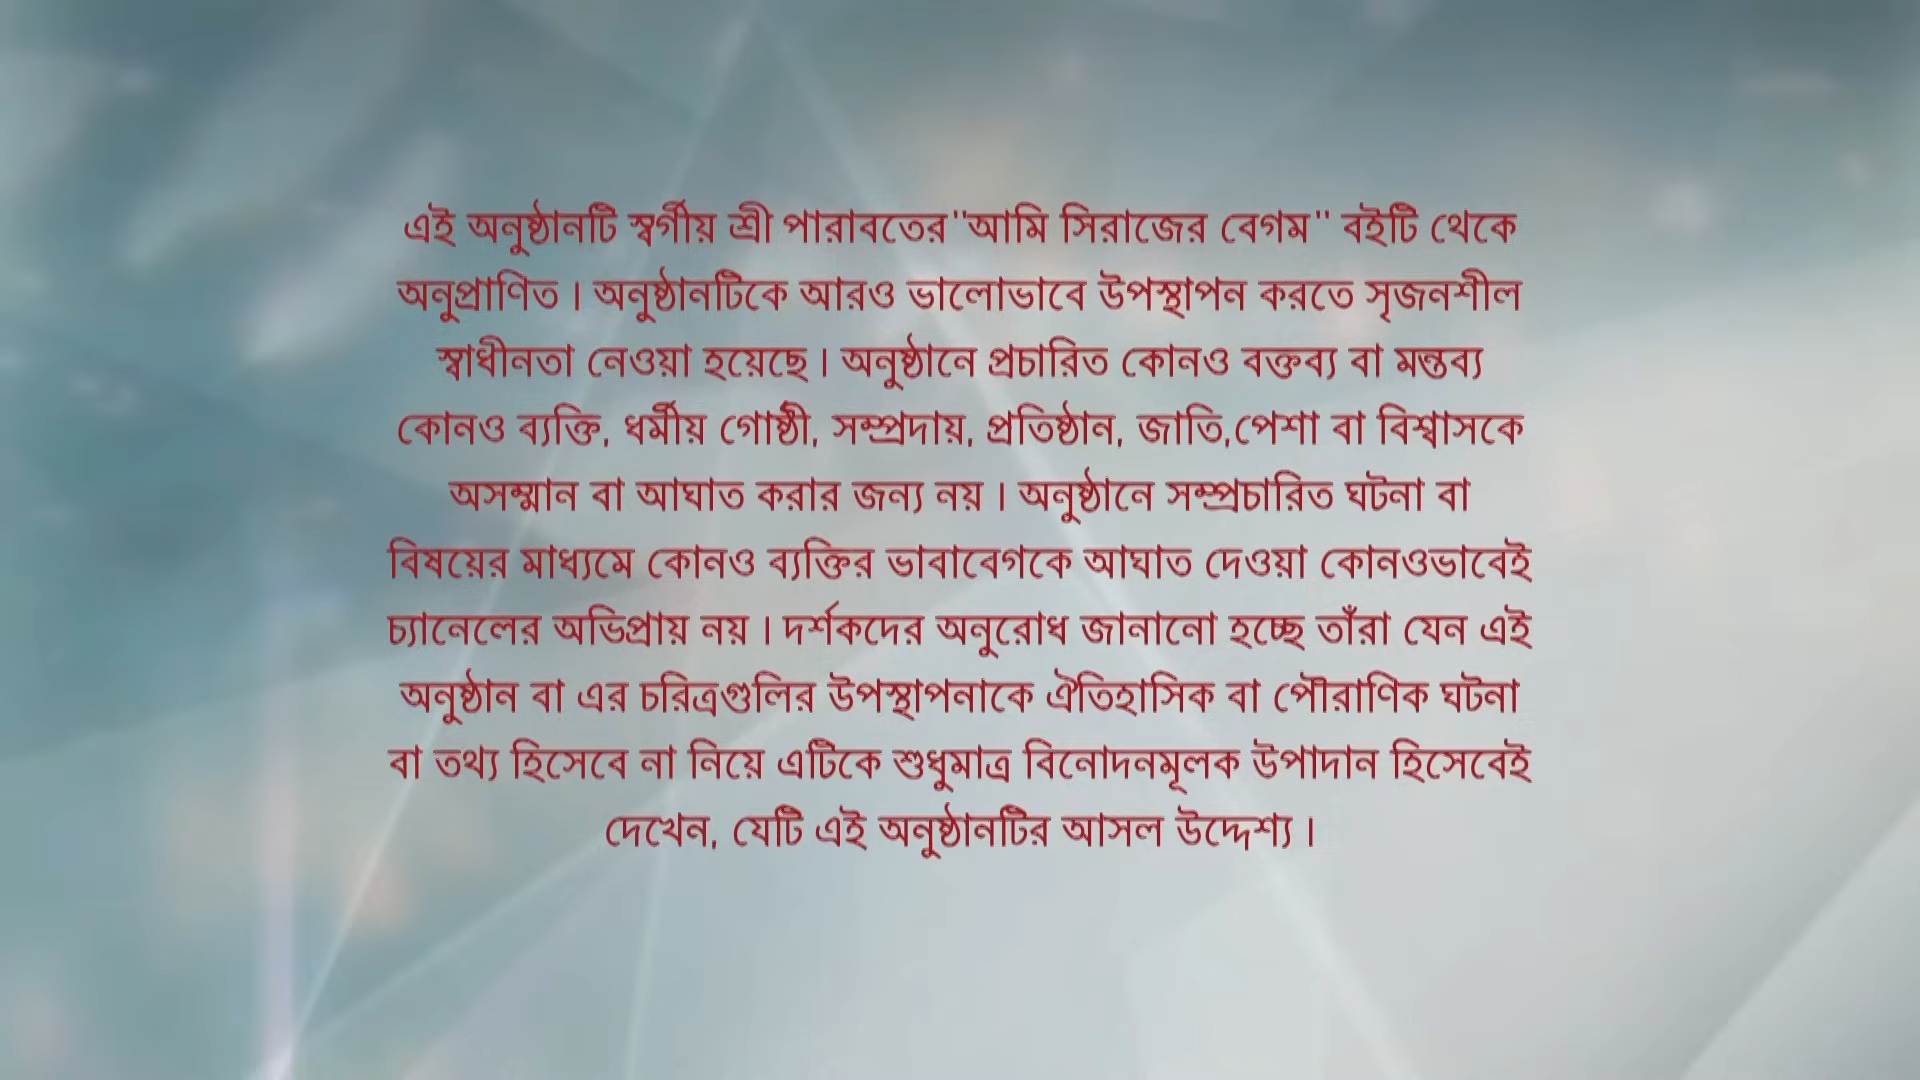 এই অনুষ্ঠানটি স্বর্গীয় শ্রী পারাবতের"আমি সিরাজের বেগম" বইটি থেকে
অনুপ্রাণিত । অনুষ্ঠানটিকে আরও ভালোভাবে উপস্থাপন করতে সৃজনশীল
স্বাধীনতা নেওয়া হয়েছে । অনুষ্ঠানে প্রচারিত কোনও বক্তব্য বা মন্তব্য
কোনও ব্যক্তি, ধর্মীয় গোষ্ঠী, সম্প্রদায়, প্রতিষ্ঠান, জাতি,পেশা বা বিশ্বাসকে
অসম্মান বা আঘাত করার জন্য নয় । অনুষ্ঠানে সম্প্রচারিত ঘটনা বা
বিষয়ের মাধ্যমে কোনও ব্যক্তির ভাবাবেগকে আঘাত দেওয়া কোনওভাবেই
চ্যানেলের অভিপ্রায় নয় । দর্শকদের অনুরোধ জানানো হচ্ছে তাঁরা যেন এই
অনুষ্ঠান বা এর চরিত্রগুলির উপস্থাপনাকে ঐতিহাসিক বা পৌরাণিক ঘটনা
বা তথ্য হিসেবে না নিয়ে এটিকে শুধুমাত্র বিনোদনমূলক উপাদান হিসেবেই
দেখেন, যেটি এই অনুষ্ঠানটির আসল উদ্দেশ্য ।